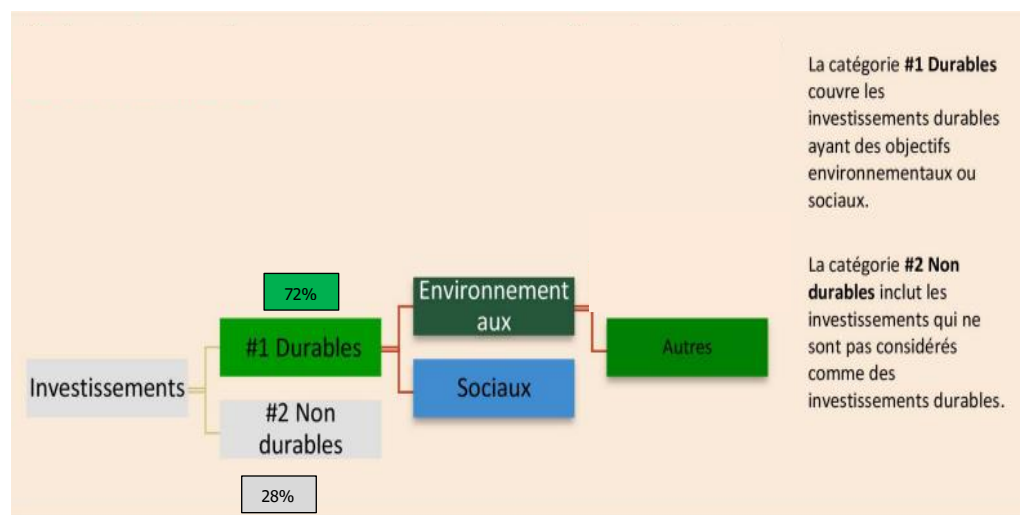 La catégorie #1 Durables
couvre les
investissements durables
ayant des objectifs
environnementaux ou
sociaux.
La catégorie #2 Non
durables inclut les
investissements qui ne
sont pas considérés
comme des
investissements durables.
72%
Environnement
aux
#1 Durables
Autres
Investissements
Sociaux
#2 Non
durables
28%